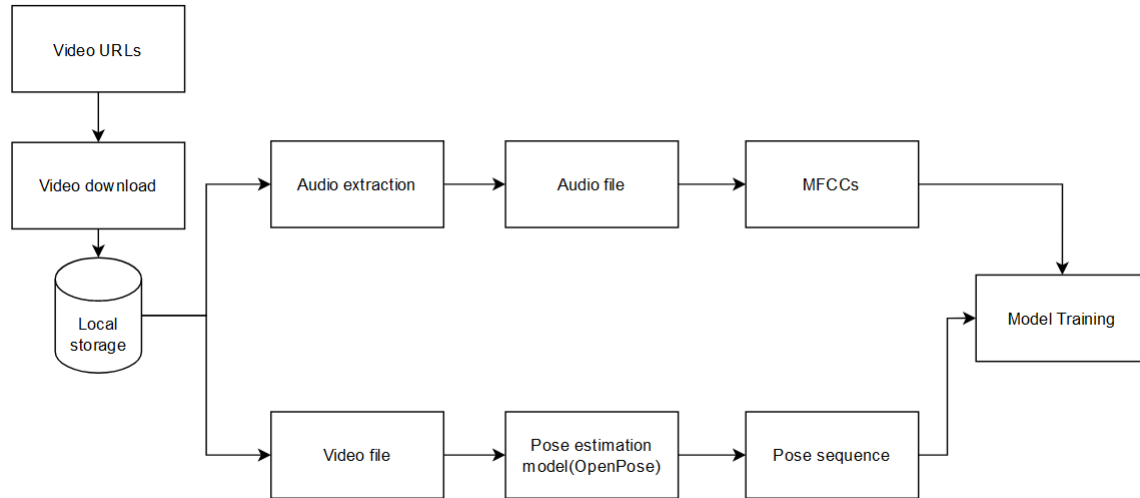 Video URLs
Video download
Local
storage
Audio extraction
Audio file
MFCCs
Model Training
Video file
Pose estimation
model(OpenPose)
Pose sequence